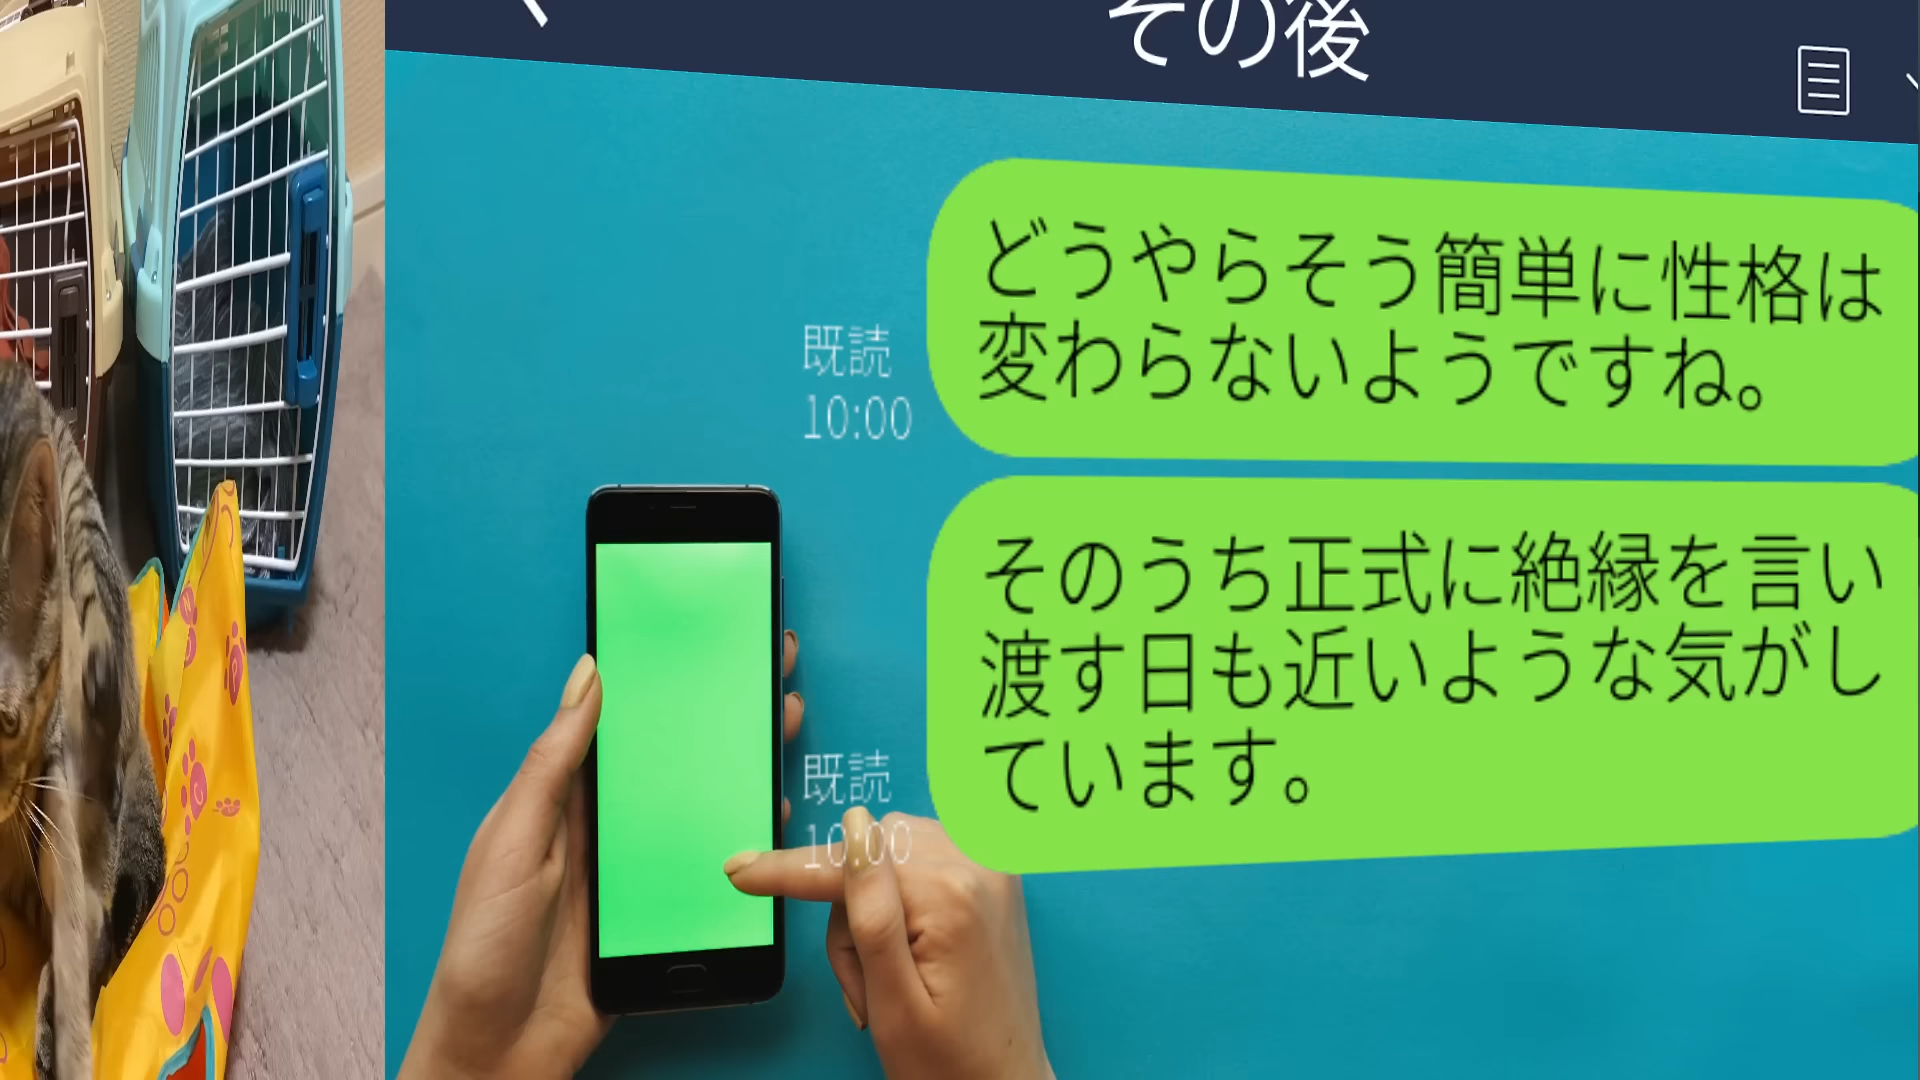 その後
どうやらそう簡単に性格は
変わらないようですね。
既読
10:00
そのうち正式に絶縁を言い
渡す日も近いような気がし
ています。
既読
10:00